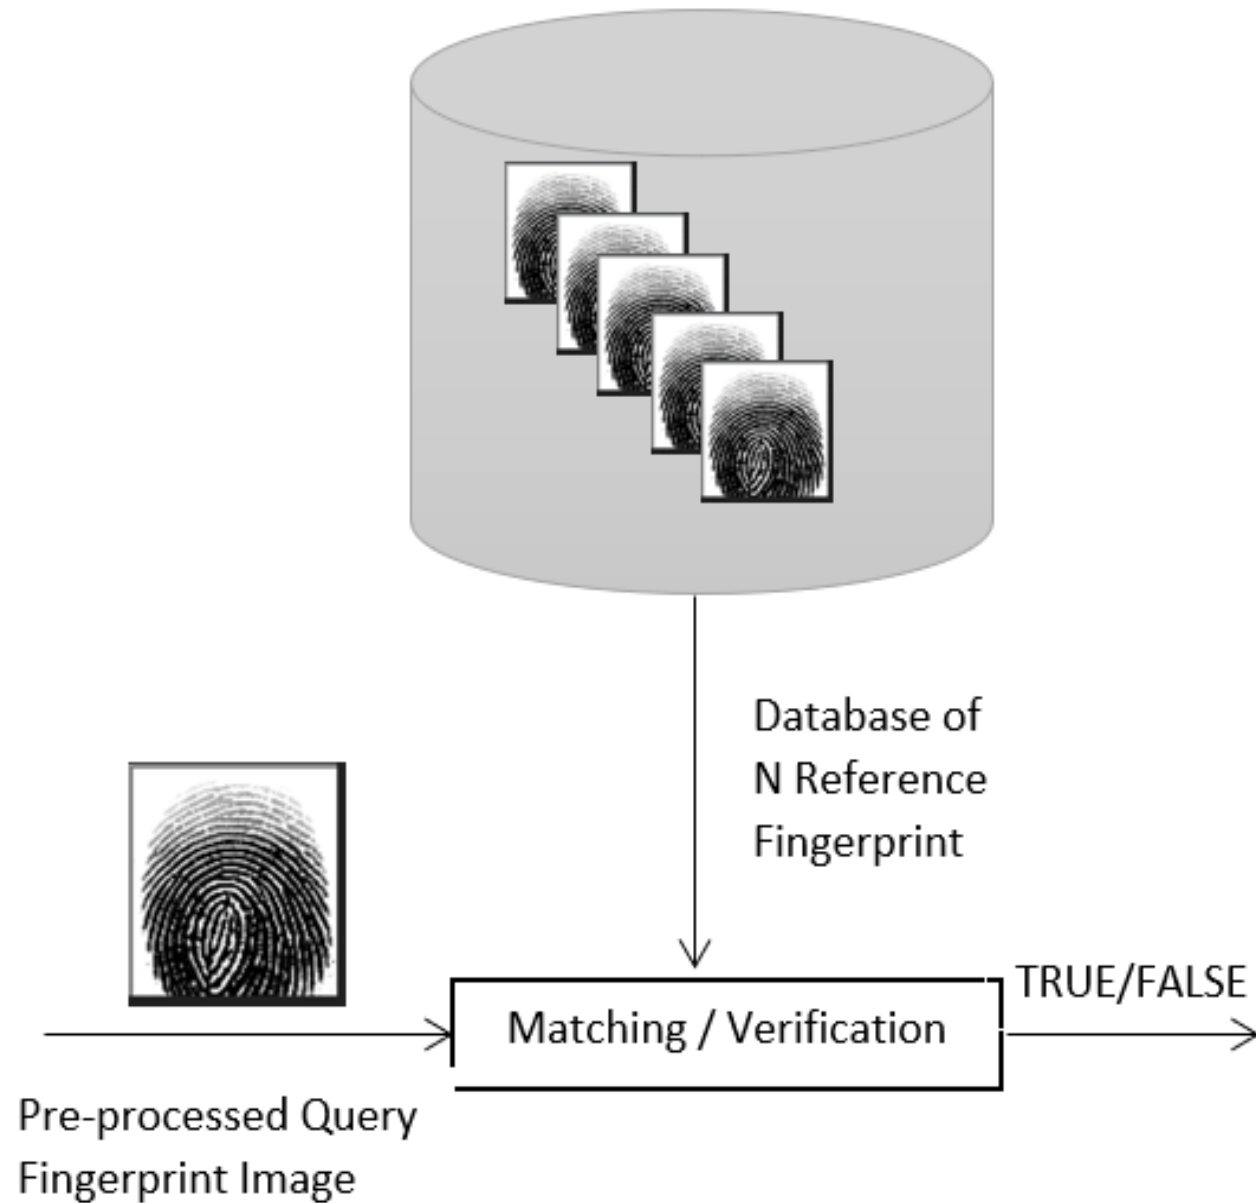 Database of
N Reference
Fingerprint
TRUE/FALSE
Matching / Verification
Pre-processed Query
Fingerprint Image